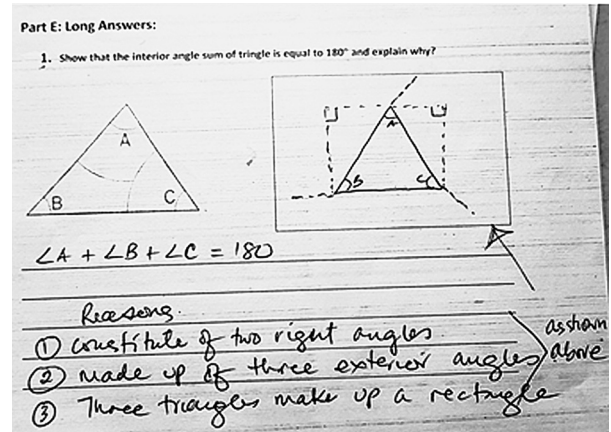 Part E: Long Answers:
1. Show that the interior angle sum of tringle is equal to 180° and explain why?
A
B
C
A
B
C
∠A + ∠B + ∠C = 180
Reasons.
① constitute of two right angles
② made up of three exterior angles
③ Three triangles make up a rectangle
as shown
above